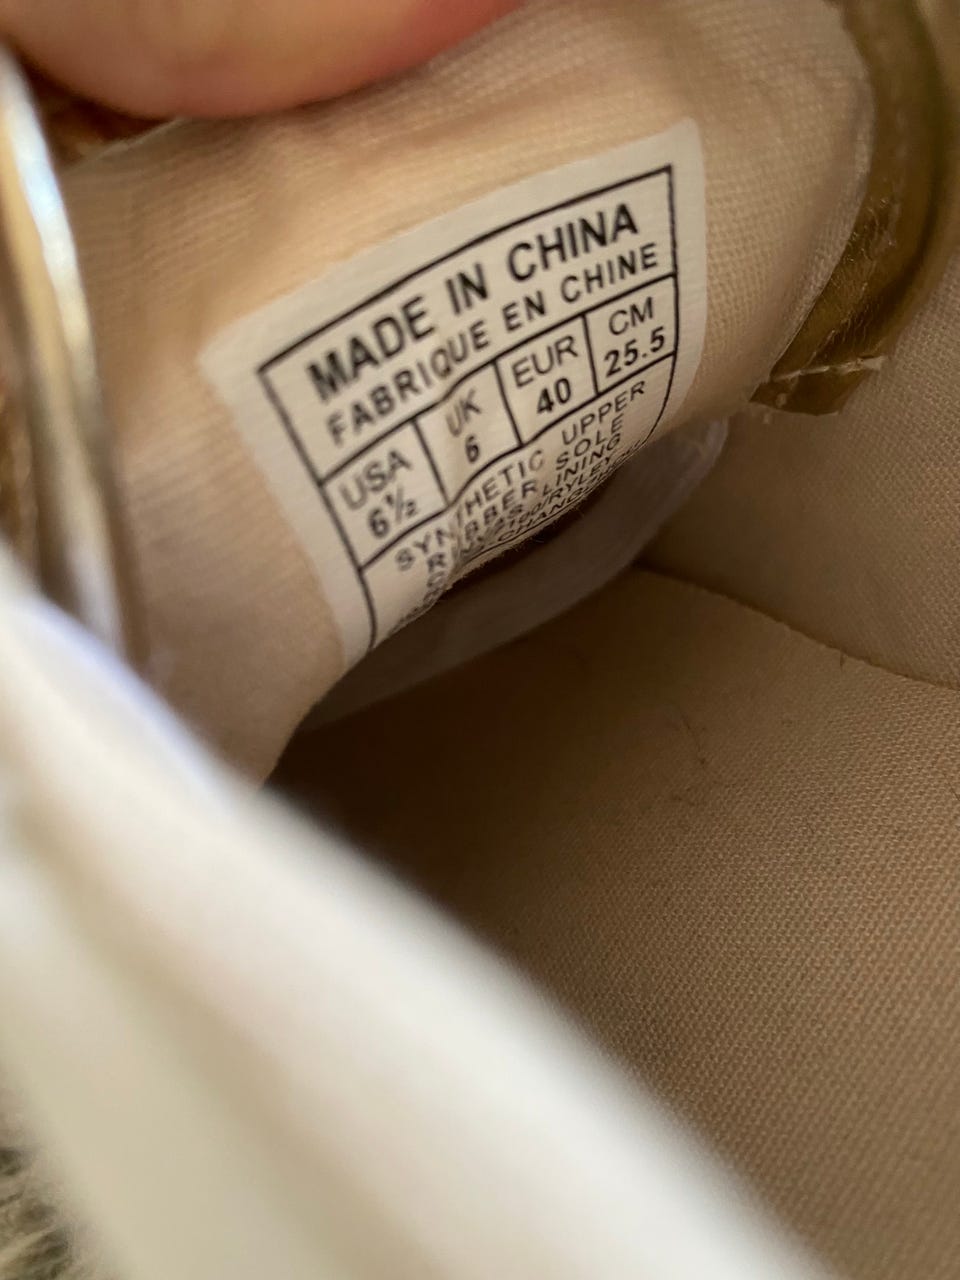 MADE IN CHINA
FABRIQUE EN CHINE
USA UK EUR CM
6½ 6 40 25.5
SYNTHETIC UPPER
RUBBER SOLE
LINING